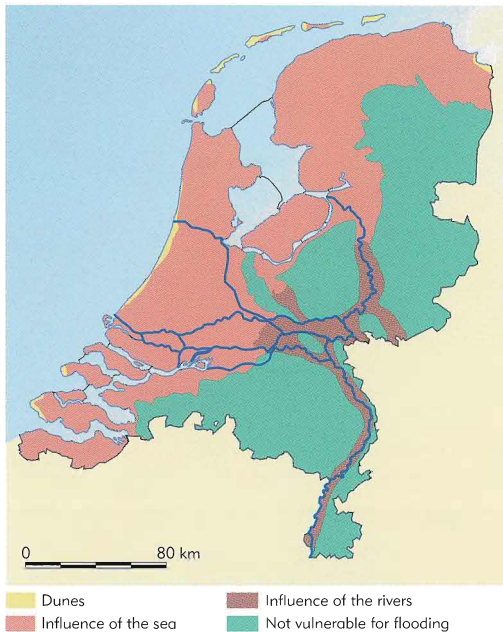 0 80 km
Dunes
Influence of the sea
Influence of the rivers
Not vulnerable for flooding